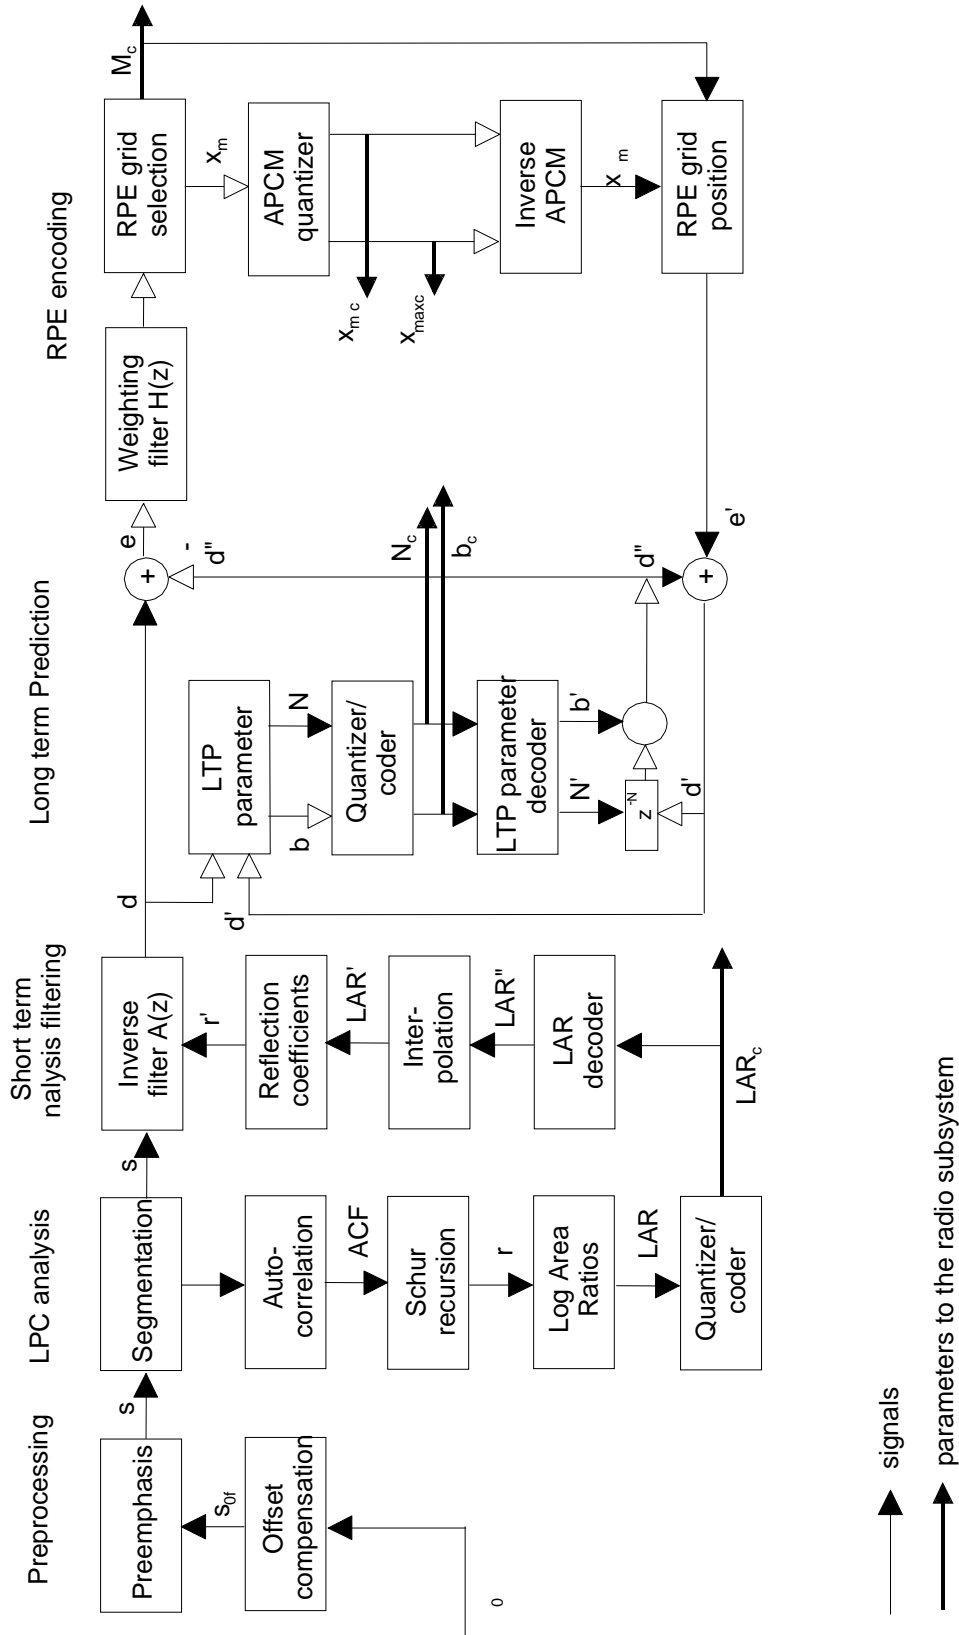 Preprocessing
LPC analysis
Short term
nalysis filtering
Long term Prediction
RPE encoding
Preemphasis
s
Segmentation
s
Inverse
filter A(z)
d
+
e
-
d"
Weighting
filter H(z)
RPE grid
selection
Mc
s0f
Offset
compensation
0
Auto-
correlation
ACF
Schur
recursion
r
Log Area
Ratios
LAR
Quantizer/
coder
LARc
r'
Reflection
coefficients
LAR'
Inter-
polation
LAR"
LAR
decoder
LTP
parameter
d'
b
N
Quantizer/
coder
Nc
bc
LTP parameter
decoder
N'
b'
z-N
d'
d"
+
e'
xm
APCM
quantizer
xm c
xmaxc
Inverse
APCM
x m
RPE grid
position
signals
parameters to the radio subsystem